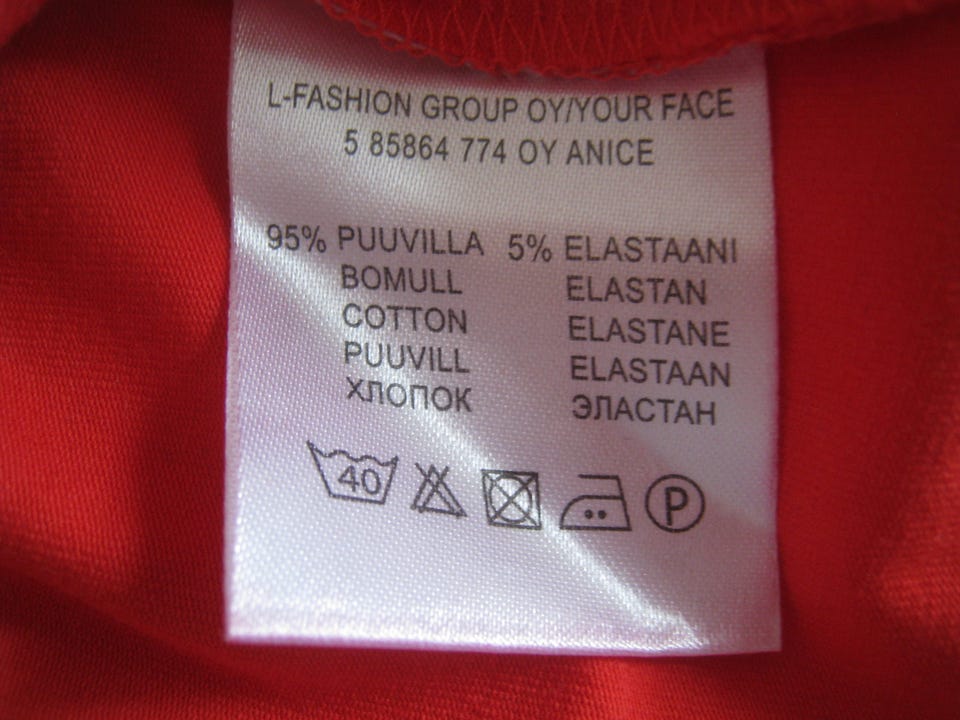 L-FASHION GROUP OY/YOUR FACE
5 85864 774 OY ANICE
95% PUUVILLA 5% ELASTAANI
BOMULL ELASTAN
COTTON ELASTANE
PUUVILL ELASTAAN
ХЛОПОК ЭЛАСТАН
40 P